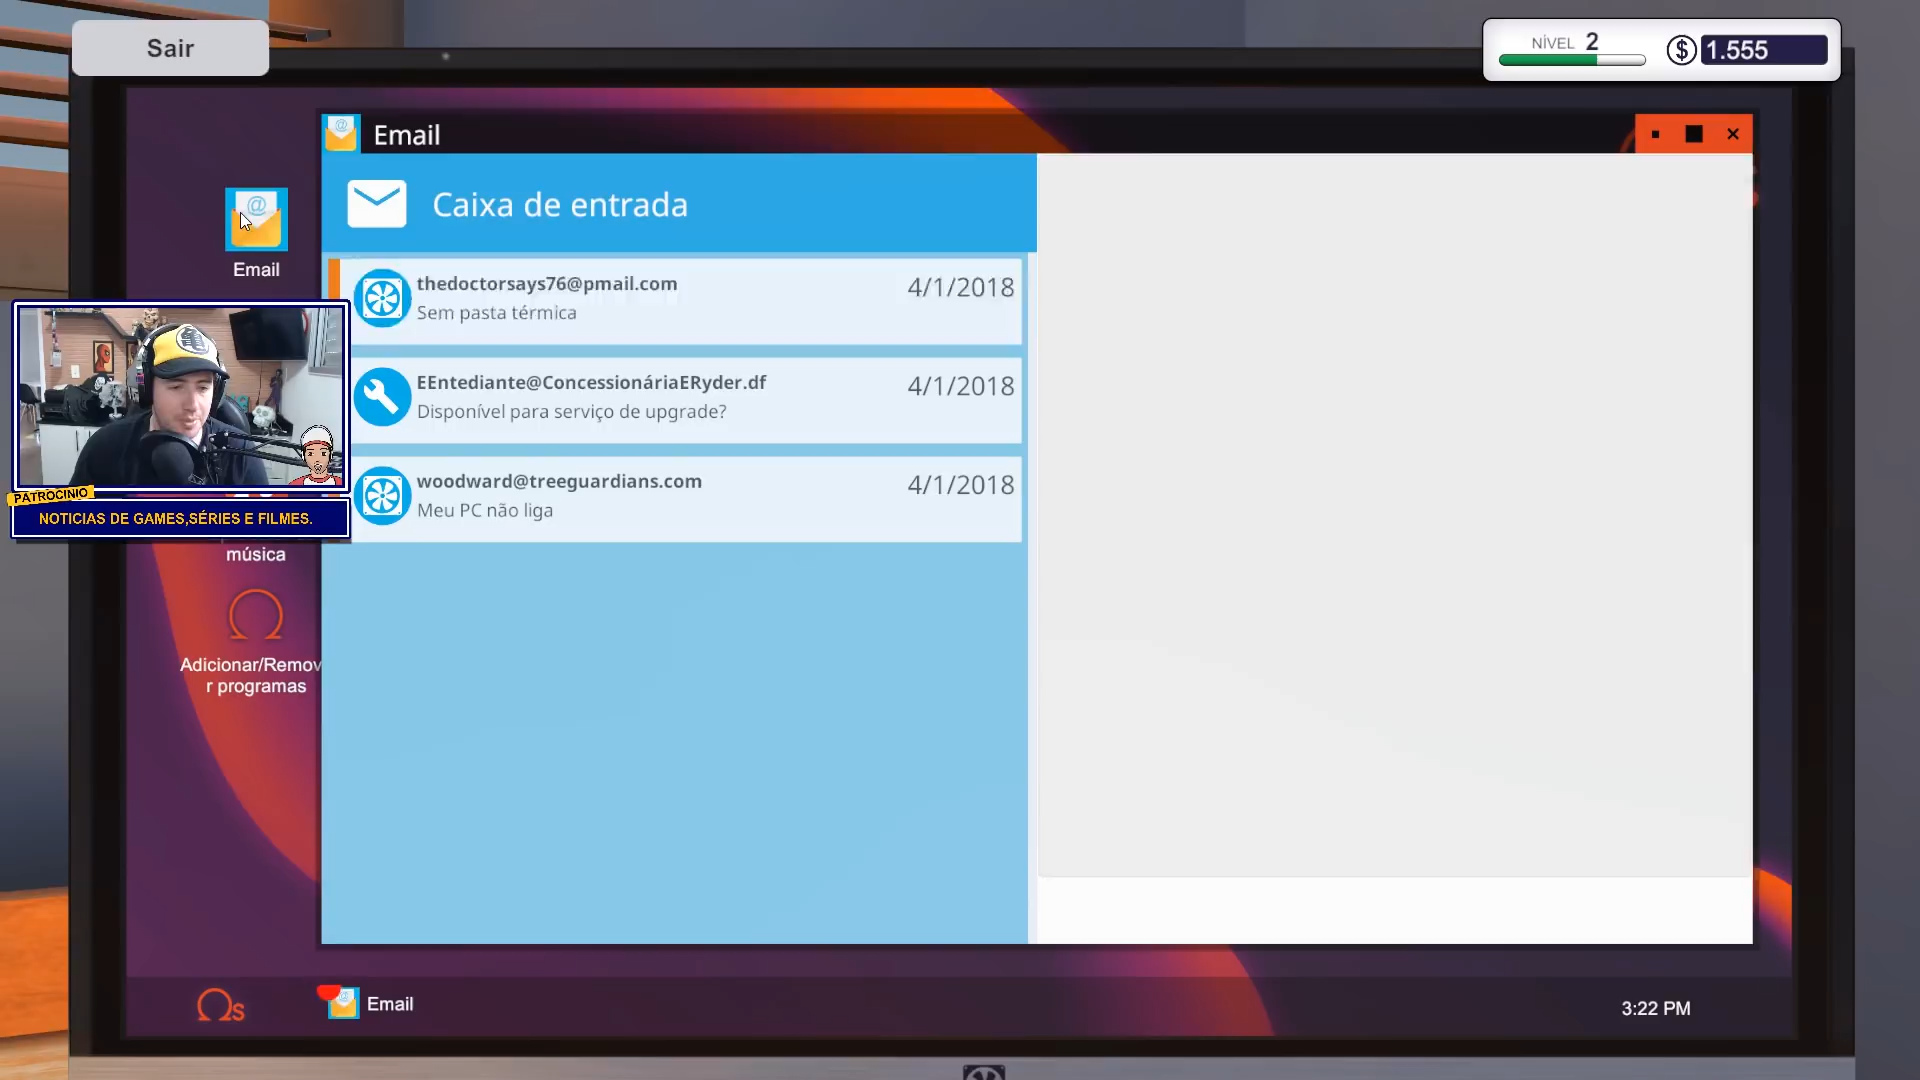 Sair
NÍVEL 2
$ 1.555
Email
Caixa de entrada
Email
thedoctorsays76@pmail.com
4/1/2018
Sem pasta térmica
EEntediante@ConcessionáriaERyder.df
4/1/2018
Disponível para serviço de upgrade?
woodward@treeguardians.com
4/1/2018
Meu PC não liga
PATROCINIO
NOTICIAS DE GAMES,SÉRIES E FILMES.
música
Adicionar/Remov
r programas
Ωs
Email
3:22 PM